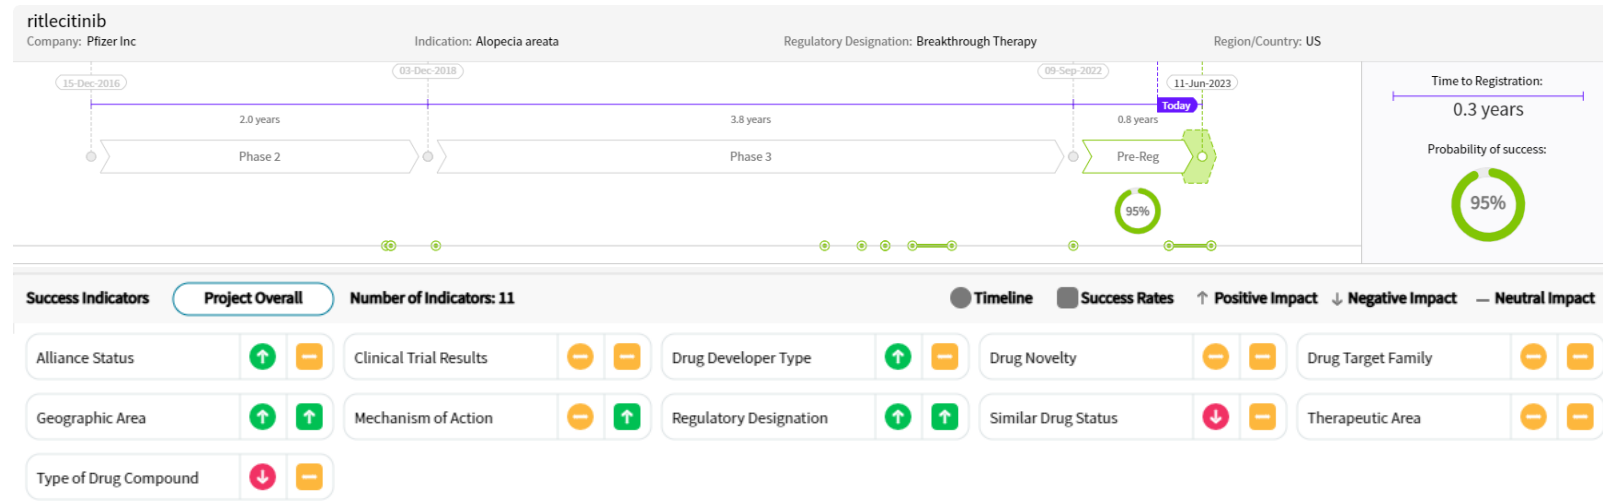 ritlecitinib
Company: Pfizer Inc
Indication: Alopecia areata
Regulatory Designation: Breakthrough Therapy
Region/Country: US
15-Dec-2016
03-Dec-2018
09-Sep-2022
11-Jun-2023
Today
2.0 years
3.8 years
0.8 years
Phase 2
Phase 3
Pre-Reg
95%
Time to Registration:
0.3 years
Probability of success:
95%
Success Indicators
Project Overall
Number of Indicators: 11
Timeline
Success Rates
↑ Positive Impact
↓ Negative Impact
— Neutral Impact
Alliance Status
Clinical Trial Results
Drug Developer Type
Drug Novelty
Drug Target Family
Geographic Area
Mechanism of Action
Regulatory Designation
Similar Drug Status
Therapeutic Area
Type of Drug Compound